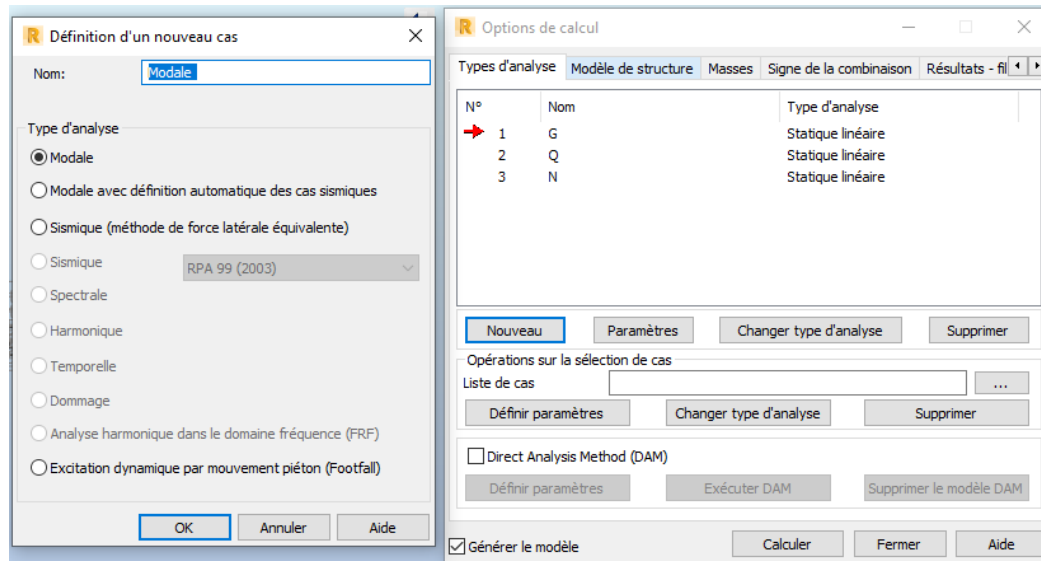 Définition d'un nouveau cas
Nom: Modale
Type d'analyse
Modale
Modale avec définition automatique des cas sismiques
Sismique (méthode de force latérale équivalente)
Sismique RPA 99 (2003)
Spectrale
Harmonique
Temporelle
Dommage
Analyse harmonique dans le domaine fréquence (FRF)
Excitation dynamique par mouvement piéton (Footfall)
OK Annuler Aide
Options de calcul
Types d'analyse Modèle de structure Masses Signe de la combinaison Résultats - fil
N° Nom Type d'analyse
1 G Statique linéaire
2 Q Statique linéaire
3 N Statique linéaire
Nouveau Paramètres Changer type d'analyse Supprimer
Opérations sur la sélection de cas
Liste de cas ...
Définir paramètres Changer type d'analyse Supprimer
Direct Analysis Method (DAM)
Définir paramètres Exécuter DAM Supprimer le modèle DAM
Générer le modèle Calculer Fermer Aide